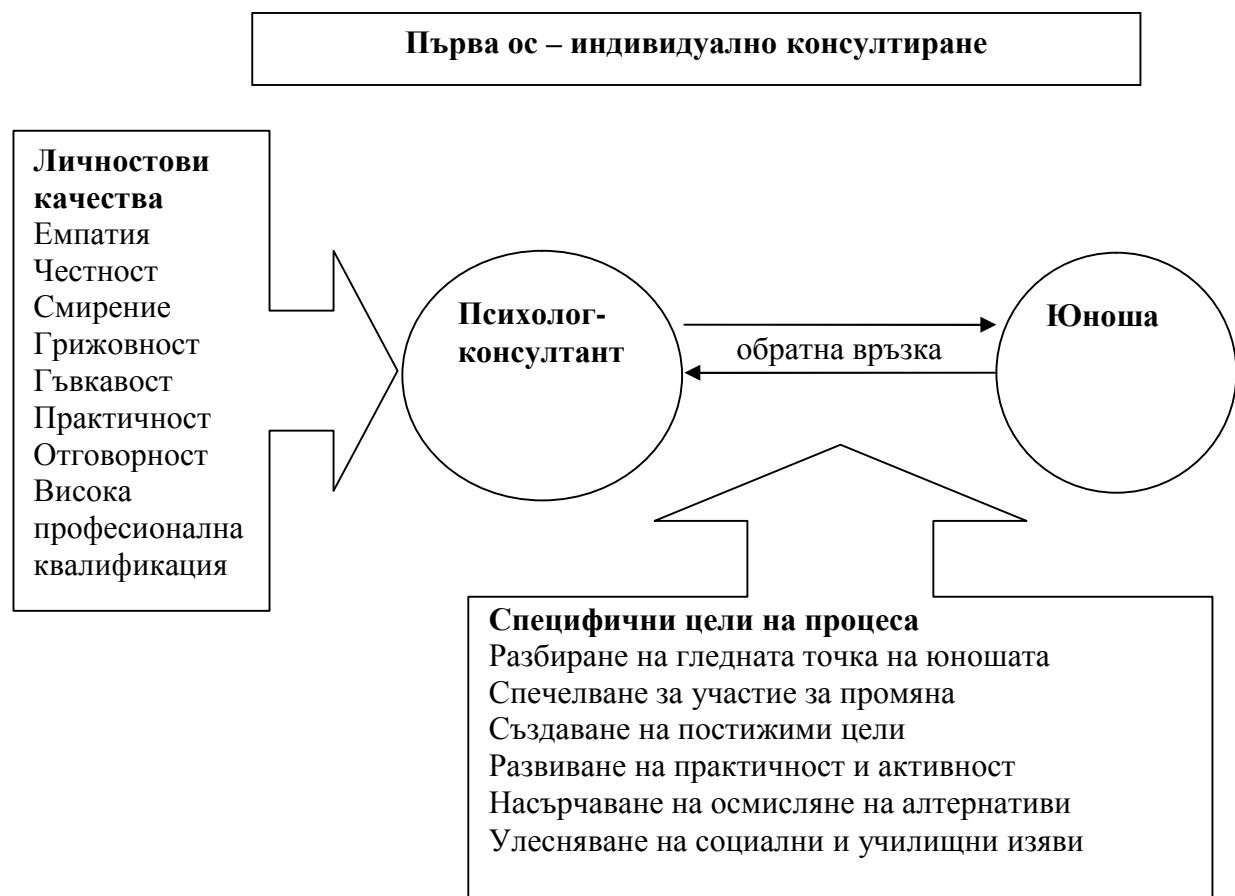 Първа ос – индивидуално консултиране
Личностови
качества
Емпатия
Честност
Смирение
Грижовност
Гъвкавост
Практичност
Отговорност
Висока
професионална
квалификация
Психолог-
консултант
обратна връзка
Юноша
Специфични цели на процеса
Разбиране на гледната точка на юношата
Спечелване за участие за промяна
Създаване на постижими цели
Развиване на практичност и активност
Насърчаване на осмисляне на алтернативи
Улесняване на социални и училищни изяви